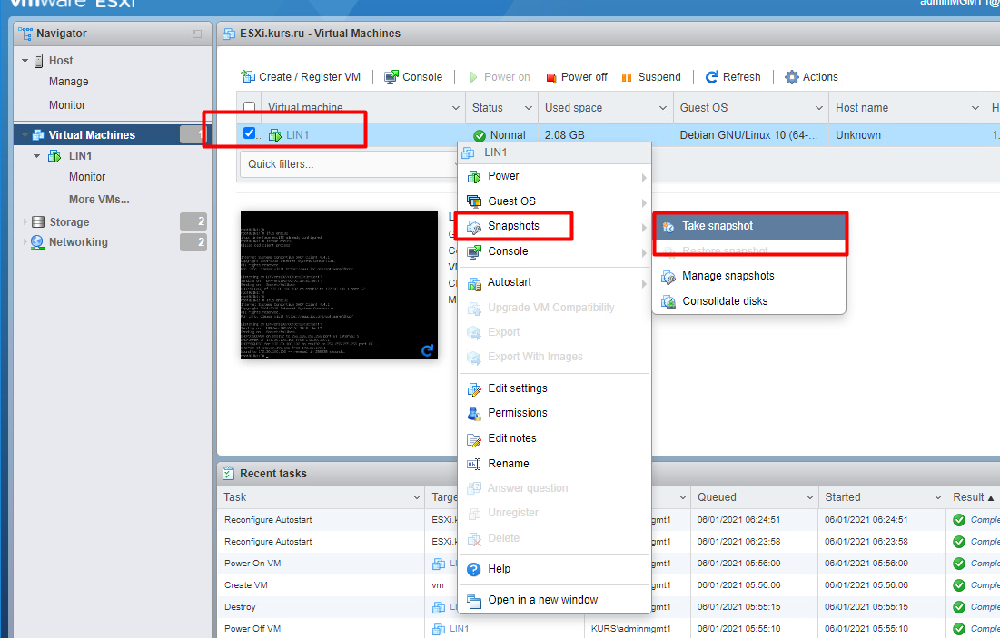 vmware ESXi
adminMGMT1@
Navigator
Host
Manage
Monitor
Virtual Machines
1
LIN1
Monitor
More VMs...
Storage
2
Networking
2
ESXi.kurs.ru - Virtual Machines
Create / Register VM
Console
Power on
Power off
Suspend
Refresh
Actions
Virtual machine
Status
Used space
Guest OS
Host name
H
LIN1
Normal
2.08 GB
Debian GNU/Linux 10 (64-...
Unknown
1.
Quick filters...
LIN1
Power
Guest OS
Snapshots
Console
Autostart
Upgrade VM Compatibility
Export
Export With Images
Edit settings
Permissions
Edit notes
Rename
Answer question
Unregister
Delete
Help
Open in a new window
Take snapshot
Restore snapshot
Manage snapshots
Consolidate disks
Recent tasks
Task
Targe
Queued
Started
Result
Reconfigure Autostart
ESXi.k
gmt1
06/01/2021 06:24:51
06/01/2021 06:24:51
Comple
Reconfigure Autostart
ESXi.k
gmt1
06/01/2021 06:23:58
06/01/2021 06:23:58
Comple
Power On VM
LI
gmt1
06/01/2021 05:56:09
06/01/2021 05:56:09
Comple
Create VM
vm
gmt1
06/01/2021 05:56:06
06/01/2021 05:56:06
Comple
Destroy
LI
gmt1
06/01/2021 05:55:15
06/01/2021 05:55:15
Comple
Power Off VM
LIN1
KURS\adminmgmt1
06/01/2021 05:55:10
06/01/2021 05:55:10
Comple